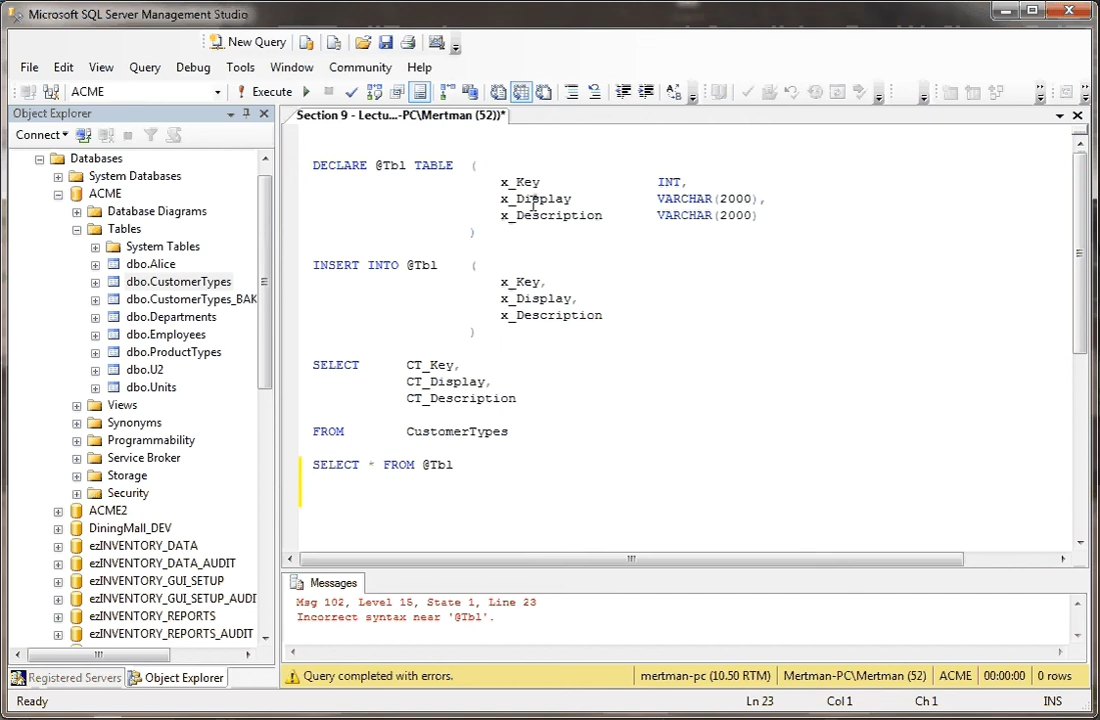 Microsoft SQL Server Management Studio
New Query
File Edit View Query Debug Tools Window Community Help
ACME Execute
Object Explorer
Connect
Databases
System Databases
ACME
Database Diagrams
Tables
System Tables
dbo.Alice
dbo.CustomerTypes
dbo.CustomerTypes_BAK
dbo.Departments
dbo.Employees
dbo.ProductTypes
dbo.U2
dbo.Units
Views
Synonyms
Programmability
Service Broker
Storage
Security
ACME2
DiningMall_DEV
ezINVENTORY_DATA
ezINVENTORY_DATA_AUDIT
ezINVENTORY_GUI_SETUP
ezINVENTORY_GUI_SETUP_AUDI
ezINVENTORY_REPORTS
ezINVENTORY_REPORTS_AUDIT
Registered Servers Object Explorer
Section 9 - Lectu...-PC\Mertman (52))*
DECLARE @Tbl TABLE (
x_Key INT,
x_Display VARCHAR(2000),
x_Description VARCHAR(2000)
)
INSERT INTO @Tbl (
x_Key,
x_Display,
x_Description
)
SELECT CT_Key,
CT_Display,
CT_Description
FROM CustomerTypes
SELECT * FROM @Tbl
Messages
Msg 102, Level 15, State 1, Line 23
Incorrect syntax near '@Tbl'.
Query completed with errors. mertman-pc (10.50 RTM) Mertman-PC\Mertman (52) ACME 00:00:00 0 rows
Ready Ln 23 Col 1 Ch 1 INS